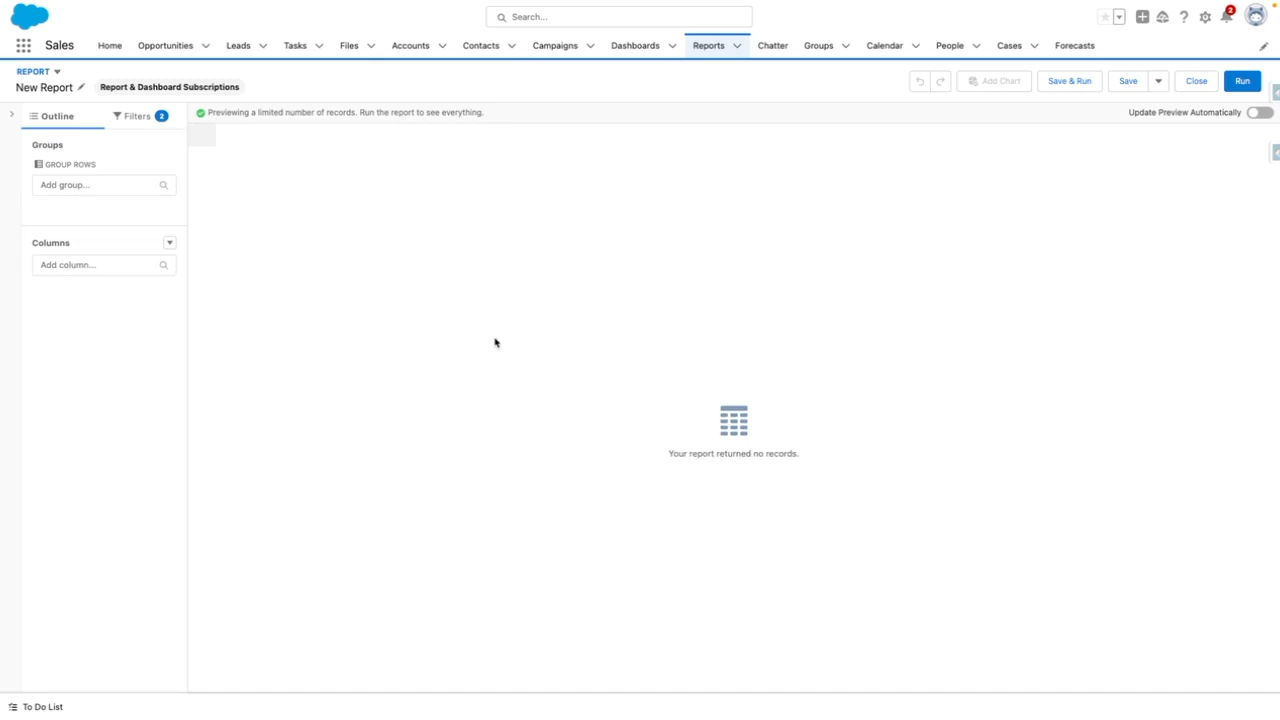 Search...
2
Sales
Home
Opportunities
Leads
Tasks
Files
Accounts
Contacts
Campaigns
Dashboards
Reports
Chatter
Groups
Calendar
People
Cases
Forecasts
REPORT
New Report
Report & Dashboard Subscriptions
Add Chart
Save & Run
Save
Close
Run
Outline
Filters 2
Previewing a limited number of records. Run the report to see everything.
Update Preview Automatically
Groups
GROUP ROWS
Add group...
Columns
Add column...
Your report returned no records.
To Do List